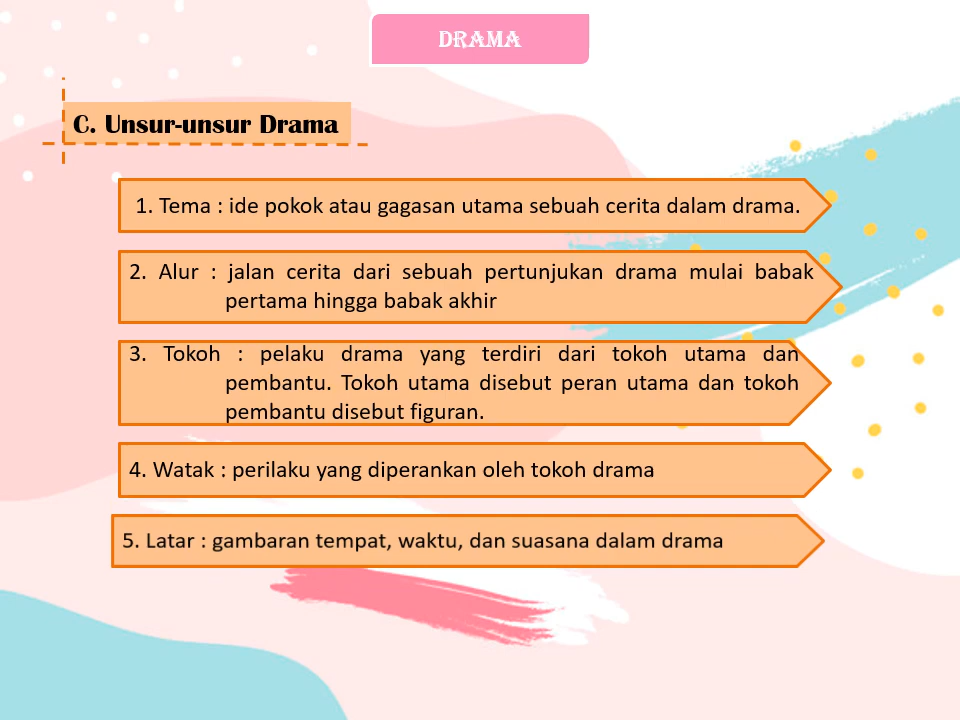 DRAMA
C. Unsur-unsur Drama
1. Tema : ide pokok atau gagasan utama sebuah cerita dalam drama.
2. Alur : jalan cerita dari sebuah pertunjukan drama mulai babak
pertama hingga babak akhir
3. Tokoh : pelaku drama yang terdiri dari tokoh utama dan
pembantu. Tokoh utama disebut peran utama dan tokoh
pembantu disebut figuran.
4. Watak : perilaku yang diperankan oleh tokoh drama
5. Latar : gambaran tempat, waktu, dan suasana dalam drama